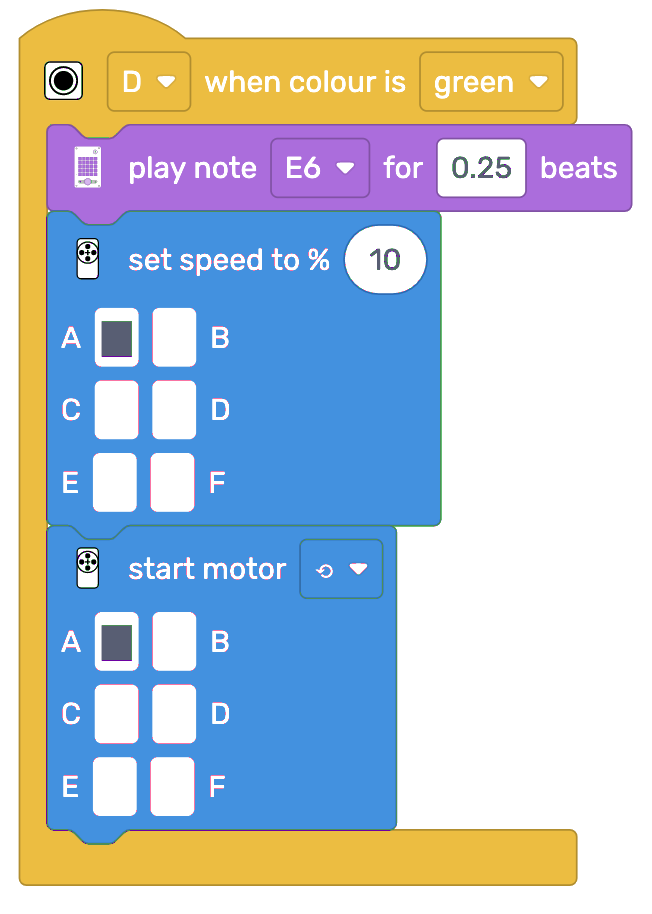 D when colour is green
play note E6 for 0.25 beats
set speed to % 10
A B
C D
E F
start motor
A B
C D
E F